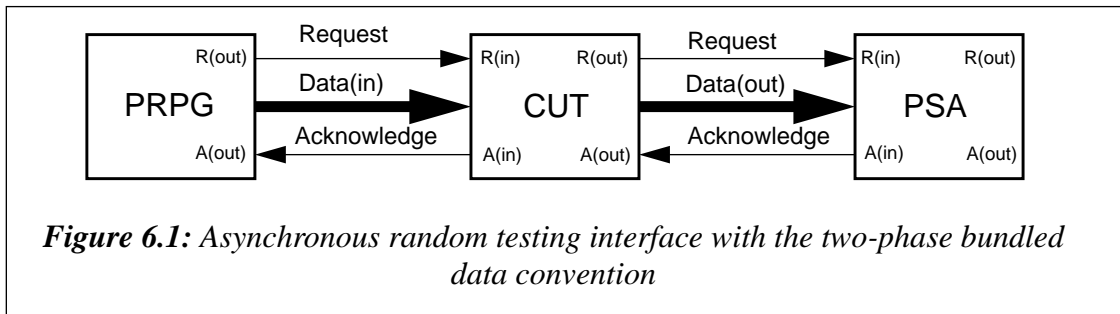 Request
Request
R(out)
R(in)
R(out)
R(in)
R(out)
Data(in)
Data(out)
PRPG
CUT
PSA
Acknowledge
Acknowledge
A(out)
A(in)
A(out)
A(in)
A(out)
Figure 6.1: Asynchronous random testing interface with the two-phase bundled
data convention